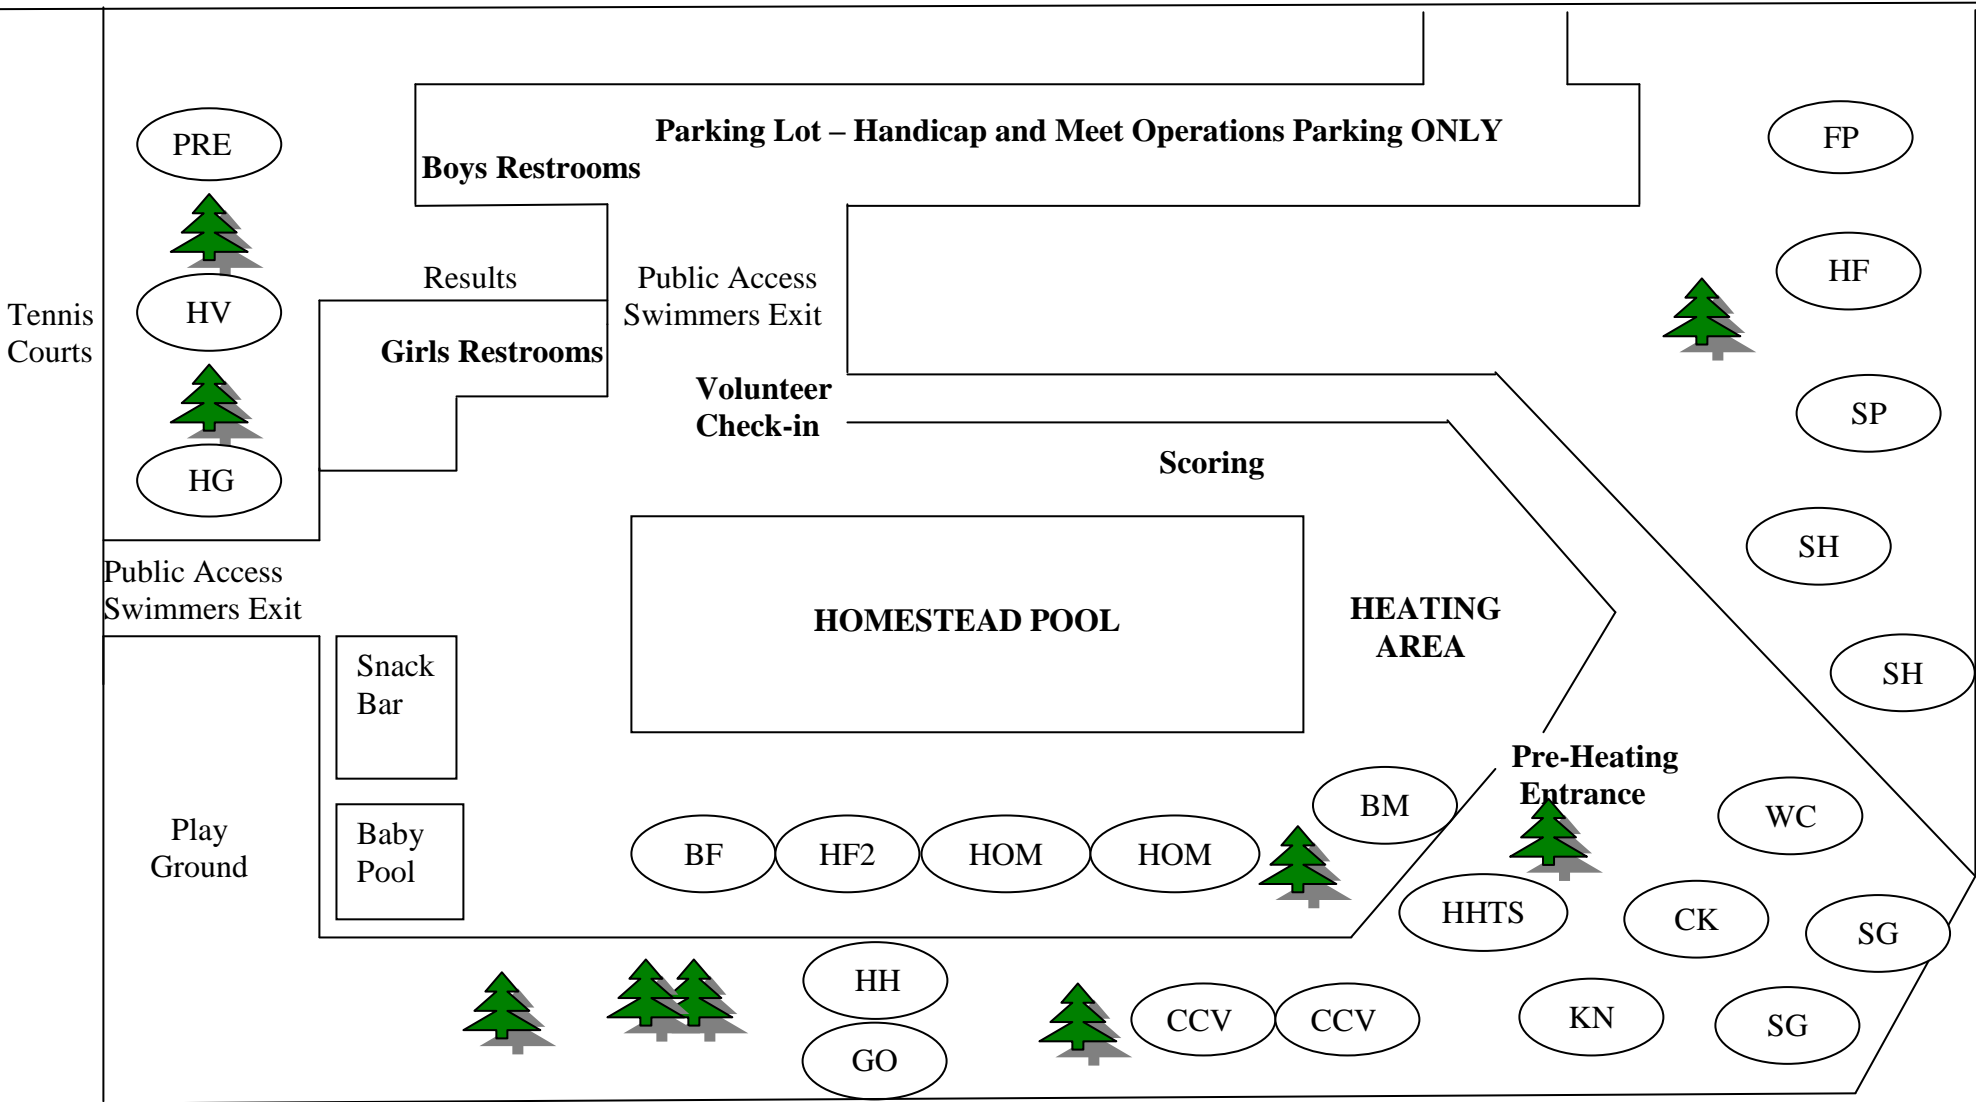 PRE
Parking Lot – Handicap and Meet Operations Parking ONLY
FP
Boys Restrooms
HF
Results
Public Access
Swimmers Exit
HV
Tennis
Courts
Girls Restrooms
Volunteer
Check-in
SP
Scoring
HG
SH
Public Access
Swimmers Exit
HOMESTEAD POOL
HEATING
AREA
Snack
Bar
SH
Pre-Heating
Entrance
BM
WC
Play
Ground
Baby
Pool
BF
HF2
HOM
HOM
HHTS
CK
SG
HH
CCV
CCV
KN
SG
GO